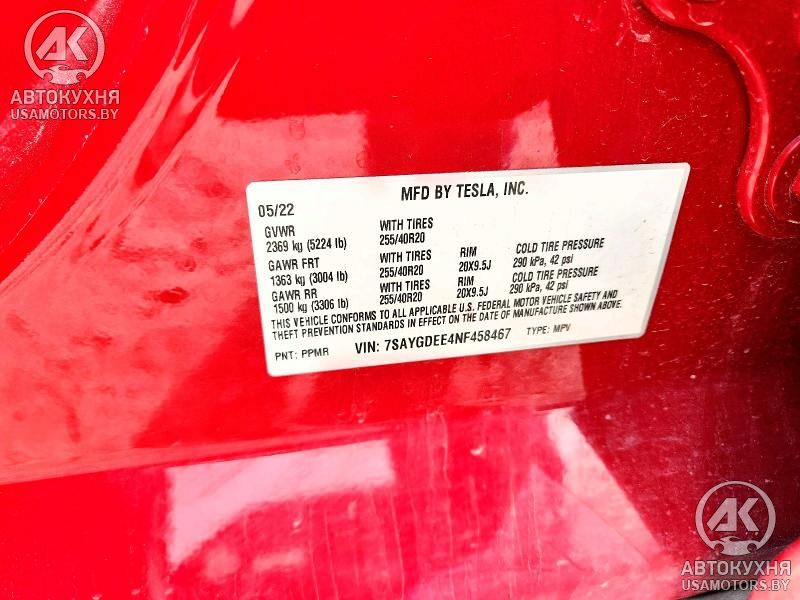 AK
АВТОКУХНЯ
USAMOTORS.BY
MFD BY TESLA, INC.
05/22
GVWR WITH TIRES
2369 kg (5224 lb) 255/40R20
GAWR FRT WITH TIRES RIM COLD TIRE PRESSURE
1363 kg (3004 lb) 255/40R20 20X9.5J 290 kPa, 42 psi
GAWR RR WITH TIRES RIM COLD TIRE PRESSURE
1500 kg (3306 lb) 255/40R20 20X9.5J 290 kPa, 42 psi
THIS VEHICLE CONFORMS TO ALL APPLICABLE U.S. FEDERAL MOTOR VEHICLE SAFETY AND
THEFT PREVENTION STANDARDS IN EFFECT ON THE DATE OF MANUFACTURE SHOWN ABOVE.
PNT: PPMR VIN: 7SAYGDEE4NF458467 TYPE: MPV
AK
АВТОКУХНЯ
USAMOTORS.BY